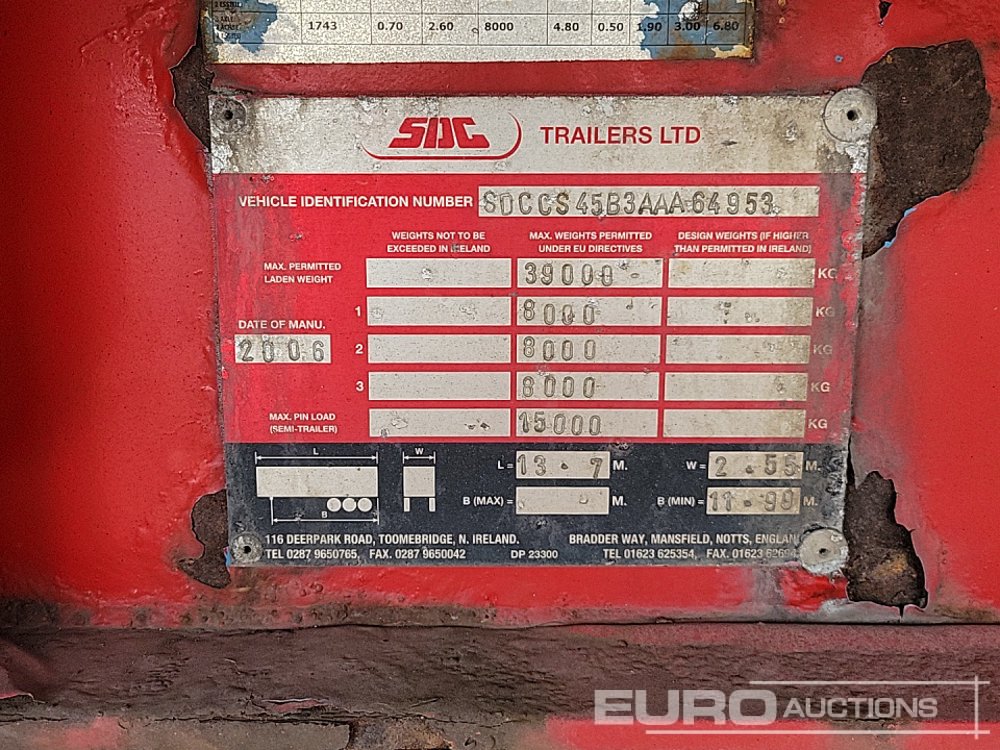 1743 0.70 2.60 8000 4.80 0.50 1.90 3.00 6.80
SDC TRAILERS LTD
VEHICLE IDENTIFICATION NUMBER SDCCS45B3AAA64953
WEIGHTS NOT TO BE EXCEEDED IN IRELAND
MAX. WEIGHTS PERMITTED UNDER EU DIRECTIVES
DESIGN WEIGHTS (IF HIGHER THAN PERMITTED IN IRELAND)
MAX. PERMITTED LADEN WEIGHT 39000 KG
1 8000 KG
DATE OF MANU.
2006 2 8000 KG
3 8000 KG
MAX. PIN LOAD (SEMI-TRAILER) 15000 KG
L W
L = 13.7 M. W = 2.55 M.
B (MAX) = M. B (MIN) = 11.99 M.
B
116 DEERPARK ROAD, TOOMEBRIDGE, N. IRELAND. BRADDER WAY, MANSFIELD, NOTTS, ENGLAND
TEL 0287 9650765, FAX. 0287 9650042 DP 23300 TEL 01623 625354, FAX. 01623
EURO AUCTIONS